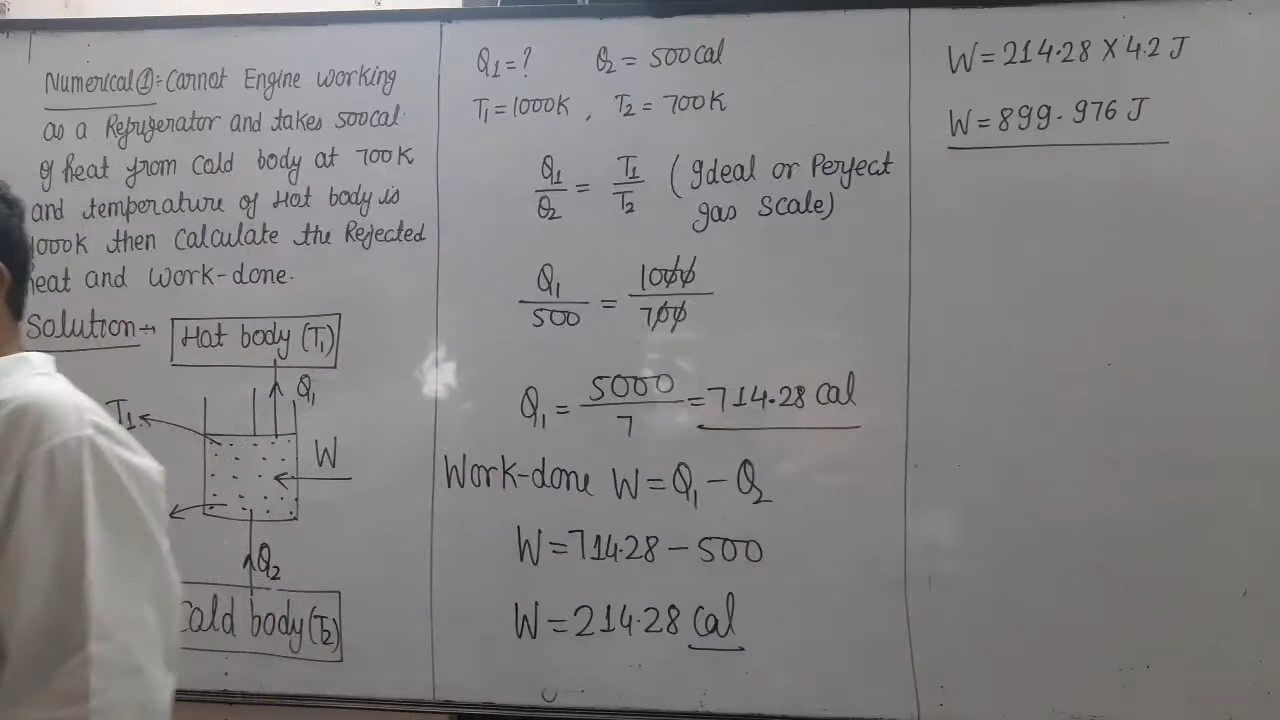 Numerical①:- Carnot Engine working
as a Refrigerator and takes 500cal
of heat from Cold body at 700K
and temperature of Hot body is
1000K then Calculate the Rejected
heat and Work-done.
Solution→
Hot body (T₁)
Q₁
T₁
W
Q₂
Cold body (T₂)
Q₁ = ? Q₂ = 500cal
T₁ = 1000K , T₂ = 700K
Q₁/Q₂ = T₁/T₂ (Ideal or Perfect
gas scale)
Q₁/500 = 1000/700
Q₁ = 5000/7 = 714.28 Cal
Work-done W = Q₁ - Q₂
W = 714.28 - 500
W = 214.28 Cal
W = 214.28 × 4.2 J
W = 899.976 J